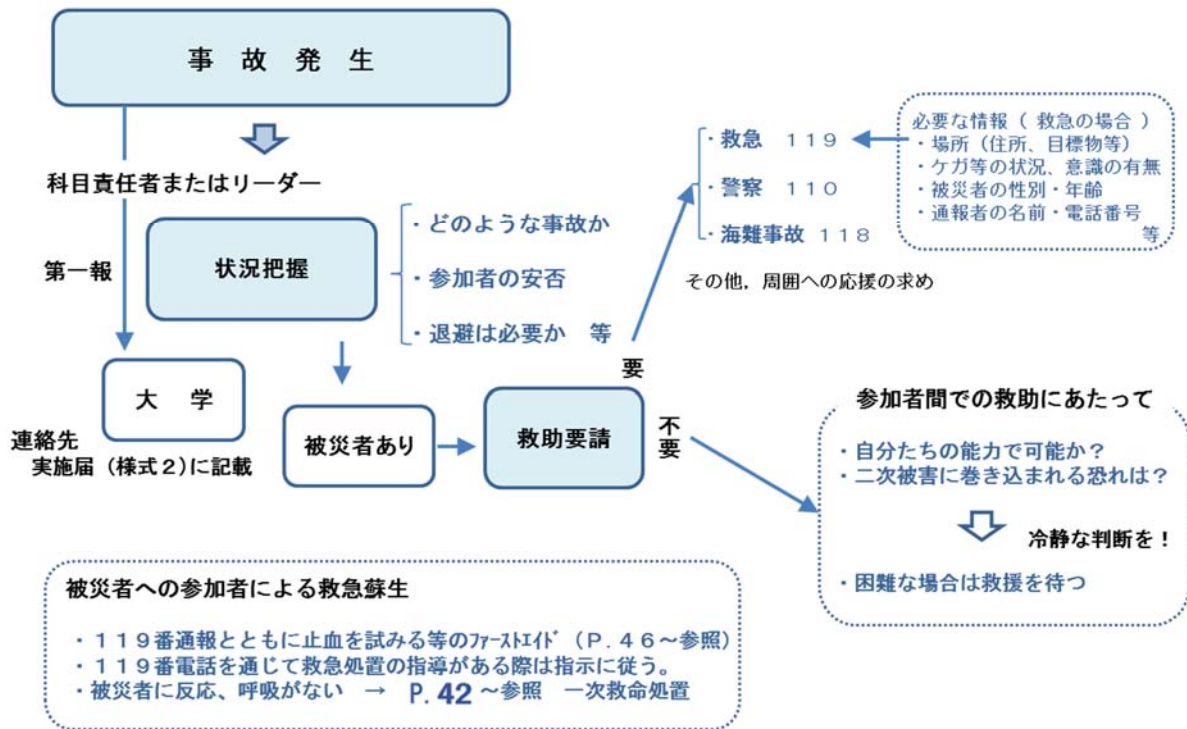 事　故　発　生
科目責任者またはリーダー
第一報
状況把握
・どのような事故か
・参加者の安否
・退避は必要か　等
・救急　１１９
・警察　１１０
・海難事故　１１８
その他，周囲への応援の求め
必要な情報（ 救急の場合 ）
・場所（住所、目標物等）
・ケガ等の状況、意識の有無
・被災者の性別・年齢
・通報者の名前・電話番号
等
大　学
連絡先
実施届（様式２）に記載
被災者あり
救助要請
要
不要
参加者間での救助にあたって
・自分たちの能力で可能か？
・二次被害に巻き込まれる恐れは？
冷静な判断を！
・困難な場合は救援を待つ
被災者への参加者による救急蘇生
・１１９番通報とともに止血を試みる等のﾌｧｰｽﾄｴｲﾄﾞ（Ｐ．４６～参照）
・１１９番電話を通じて救急処置の指導がある際は指示に従う。
・被災者に反応、呼吸がない　→　P. 42 ～参照　一次救命処置